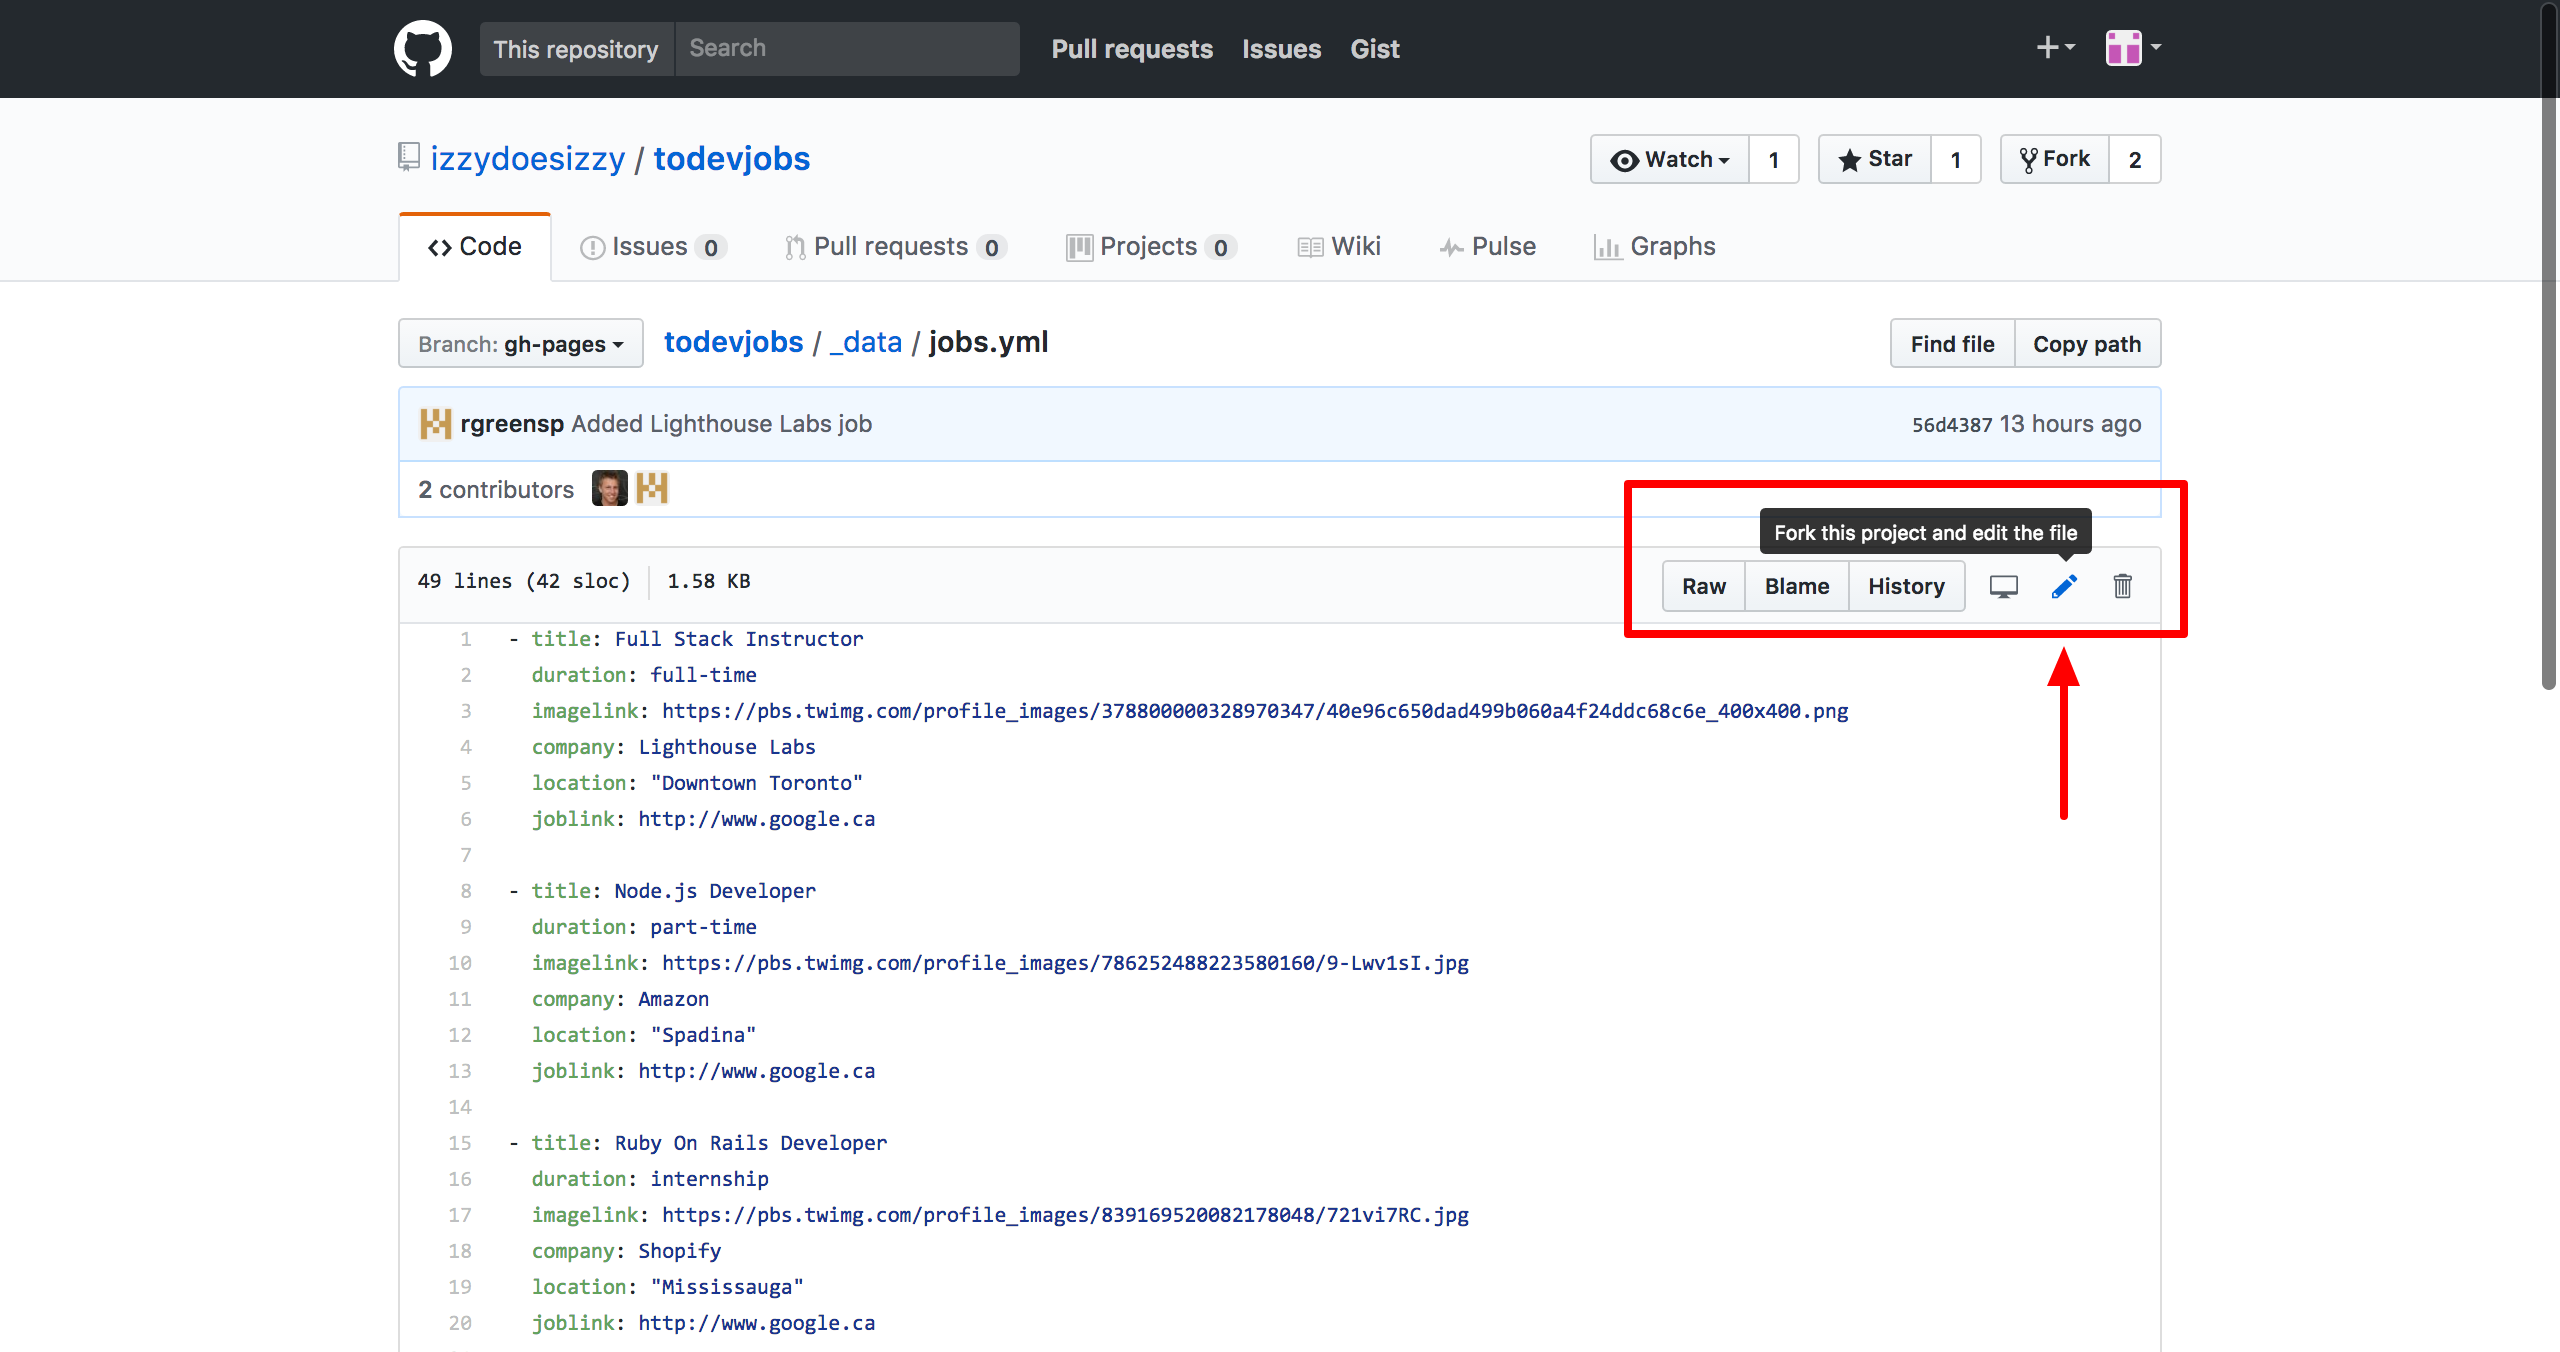 This repository Search Pull requests Issues Gist
izzydoesizzy / todevjobs Watch 1 Star 1 Fork 2
Code Issues 0 Pull requests 0 Projects 0 Wiki Pulse Graphs
Branch: gh-pages todevjobs / _data / jobs.yml Find file Copy path
rgreensp Added Lighthouse Labs job 56d4387 13 hours ago
2 contributors
Fork this project and edit the file
49 lines (42 sloc) 1.58 KB Raw Blame History
1 - title: Full Stack Instructor
2 duration: full-time
3 imagelink: https://pbs.twimg.com/profile_images/378800000328970347/40e96c650dad499b060a4f24ddc68c6e_400x400.png
4 company: Lighthouse Labs
5 location: "Downtown Toronto"
6 joblink: http://www.google.ca
7
8 - title: Node.js Developer
9 duration: part-time
10 imagelink: https://pbs.twimg.com/profile_images/786252488223580160/9-Lwv1sI.jpg
11 company: Amazon
12 location: "Spadina"
13 joblink: http://www.google.ca
14
15 - title: Ruby On Rails Developer
16 duration: internship
17 imagelink: https://pbs.twimg.com/profile_images/839169520082178048/721vi7RC.jpg
18 company: Shopify
19 location: "Mississauga"
20 joblink: http://www.google.ca